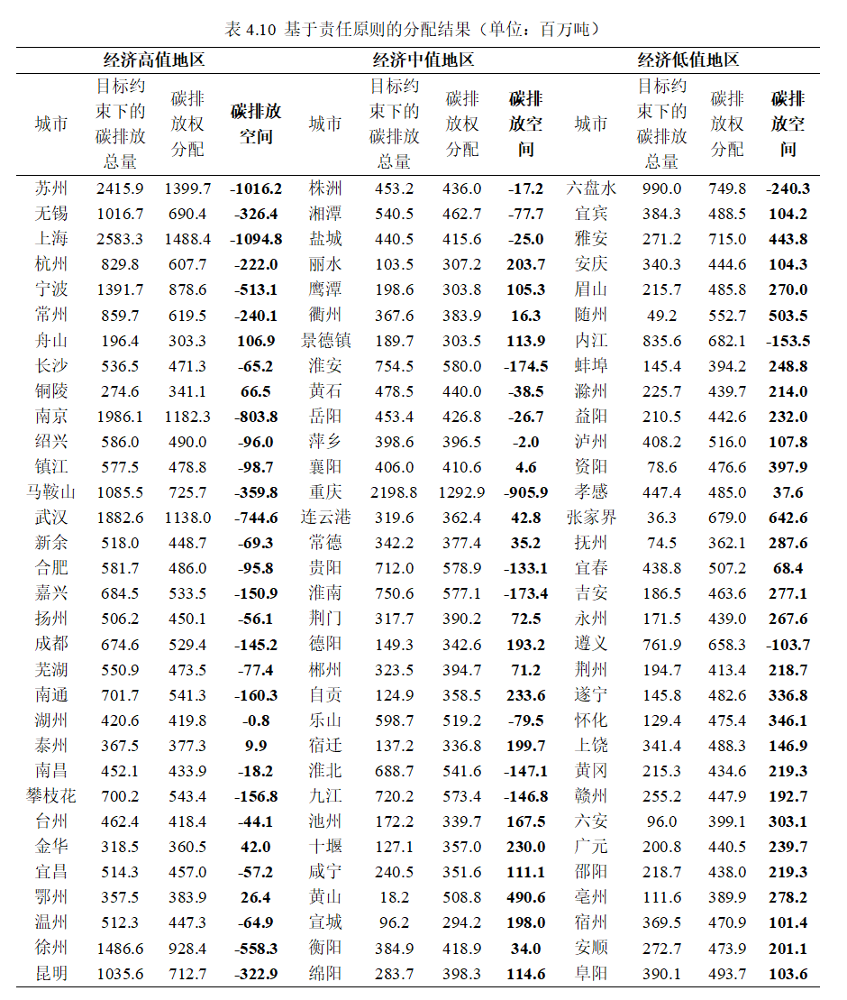 表 4.10 基于责任原则的分配结果（单位：百万吨）
经济高值地区 经济中值地区 经济低值地区
城市 目标约束下的碳排放总量 碳排放权分配 碳排放空间 城市 目标约束下的碳排放总量 碳排放权分配 碳排放空间 城市 目标约束下的碳排放总量 碳排放权分配 碳排放空间
苏州 2415.9 1399.7 -1016.2 株洲 453.2 436.0 -17.2 六盘水 990.0 749.8 -240.3
无锡 1016.7 690.4 -326.4 湘潭 540.5 462.7 -77.7 宜宾 384.3 488.5 104.2
上海 2583.3 1488.4 -1094.8 盐城 440.5 415.6 -25.0 雅安 271.2 715.0 443.8
杭州 829.8 607.7 -222.0 丽水 103.5 307.2 203.7 安庆 340.3 444.6 104.3
宁波 1391.7 878.6 -513.1 鹰潭 198.6 303.8 105.3 眉山 215.7 485.8 270.0
常州 859.7 619.5 -240.1 衢州 367.6 383.9 16.3 随州 49.2 552.7 503.5
舟山 196.4 303.3 106.9 景德镇 189.7 303.5 113.9 内江 835.6 682.1 -153.5
长沙 536.5 471.3 -65.2 淮安 754.5 580.0 -174.5 蚌埠 145.4 394.2 248.8
铜陵 274.6 341.1 66.5 黄石 478.5 440.0 -38.5 滁州 225.7 439.7 214.0
南京 1986.1 1182.3 -803.8 岳阳 453.4 426.8 -26.7 益阳 210.5 442.6 232.0
绍兴 586.0 490.0 -96.0 萍乡 398.6 396.5 -2.0 泸州 408.2 516.0 107.8
镇江 577.5 478.8 -98.7 襄阳 406.0 410.6 4.6 资阳 78.6 476.6 397.9
马鞍山 1085.5 725.7 -359.8 重庆 2198.8 1292.9 -905.9 孝感 447.4 485.0 37.6
武汉 1882.6 1138.0 -744.6 连云港 319.6 362.4 42.8 张家界 36.3 679.0 642.6
新余 518.0 448.7 -69.3 常德 342.2 377.4 35.2 抚州 74.5 362.1 287.6
合肥 581.7 486.0 -95.8 贵阳 712.0 578.9 -133.1 宜春 438.8 507.2 68.4
嘉兴 684.5 533.5 -150.9 淮南 750.6 577.1 -173.4 吉安 186.5 463.6 277.1
扬州 506.2 450.1 -56.1 荆门 317.7 390.2 72.5 永州 171.5 439.0 267.6
成都 674.6 529.4 -145.2 德阳 149.3 342.6 193.2 遵义 761.9 658.3 -103.7
芜湖 550.9 473.5 -77.4 郴州 323.5 394.7 71.2 荆州 194.7 413.4 218.7
南通 701.7 541.3 -160.3 自贡 124.9 358.5 233.6 遂宁 145.8 482.6 336.8
湖州 420.6 419.8 -0.8 乐山 598.7 519.2 -79.5 怀化 129.4 475.4 346.1
泰州 367.5 377.3 9.9 宿迁 137.2 336.8 199.7 上饶 341.4 488.3 146.9
南昌 452.1 433.9 -18.2 淮北 688.7 541.6 -147.1 黄冈 215.3 434.6 219.3
攀枝花 700.2 543.4 -156.8 九江 720.2 573.4 -146.8 赣州 255.2 447.9 192.7
台州 462.4 418.4 -44.1 池州 172.2 339.7 167.5 六安 96.0 399.1 303.1
金华 318.5 360.5 42.0 十堰 127.1 357.0 230.0 广元 200.8 440.5 239.7
宜昌 514.3 457.0 -57.2 咸宁 240.5 351.6 111.1 邵阳 218.7 438.0 219.3
鄂州 357.5 383.9 26.4 黄山 18.2 508.8 490.6 亳州 111.6 389.9 278.2
温州 512.3 447.3 -64.9 宣城 96.2 294.2 198.0 宿州 369.5 470.9 101.4
徐州 1486.6 928.4 -558.3 衡阳 384.9 418.9 34.0 安顺 272.7 473.9 201.1
昆明 1035.6 712.7 -322.9 绵阳 283.7 398.3 114.6 阜阳 390.1 493.7 103.6